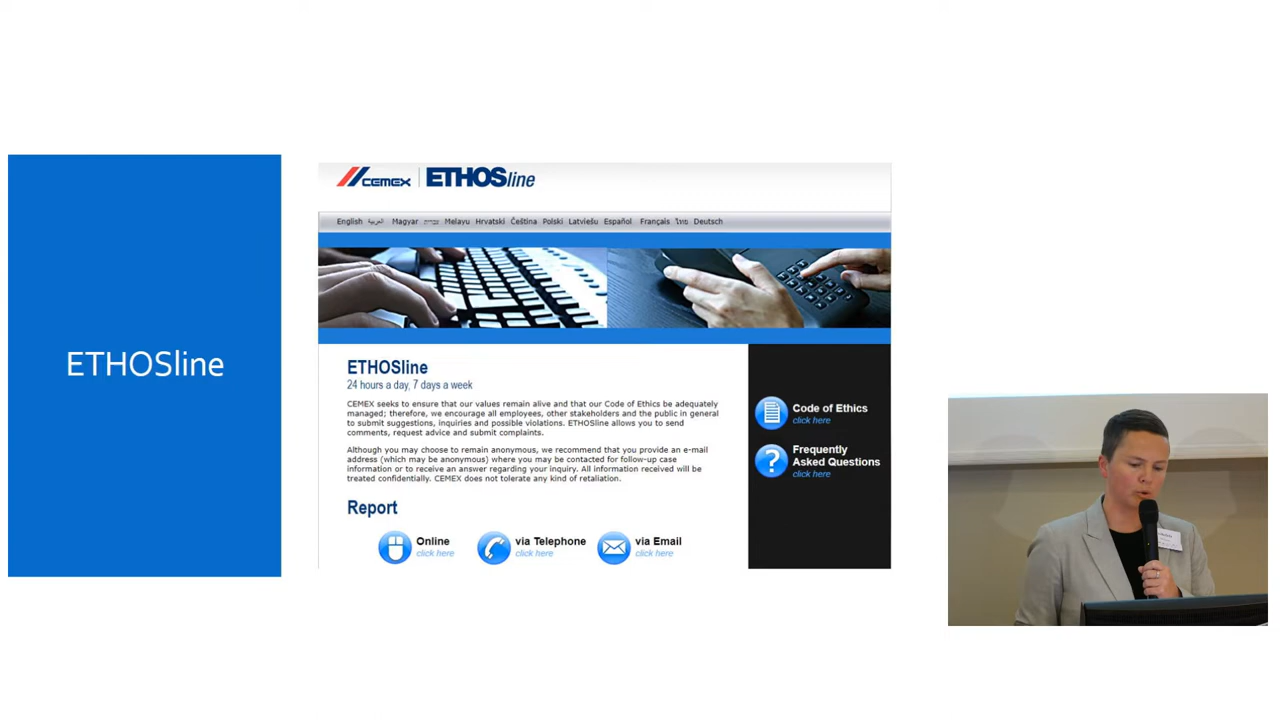 ETHOSline
CEMEX | ETHOSline
English العربية Magyar עברית Melayu Hrvatski Čeština Polski Latviešu Español Français ไทย Deutsch
ETHOSline
24 hours a day, 7 days a week
CEMEX seeks to ensure that our values remain alive and that our Code of Ethics be adequately
managed; therefore, we encourage all employees, other stakeholders and the public in general
to submit suggestions, inquiries and possible violations. ETHOSline allows you to send
comments, request advice and submit complaints.
Although you may choose to remain anonymous, we recommend that you provide an e-mail
address (which may be anonymous) where you may be contacted for follow-up case
information or to receive an answer regarding your inquiry. All information received will be
treated confidentially. CEMEX does not tolerate any kind of retaliation.
Report
Online
click here
via Telephone
click here
via Email
click here
Code of Ethics
click here
Frequently
Asked Questions
click here